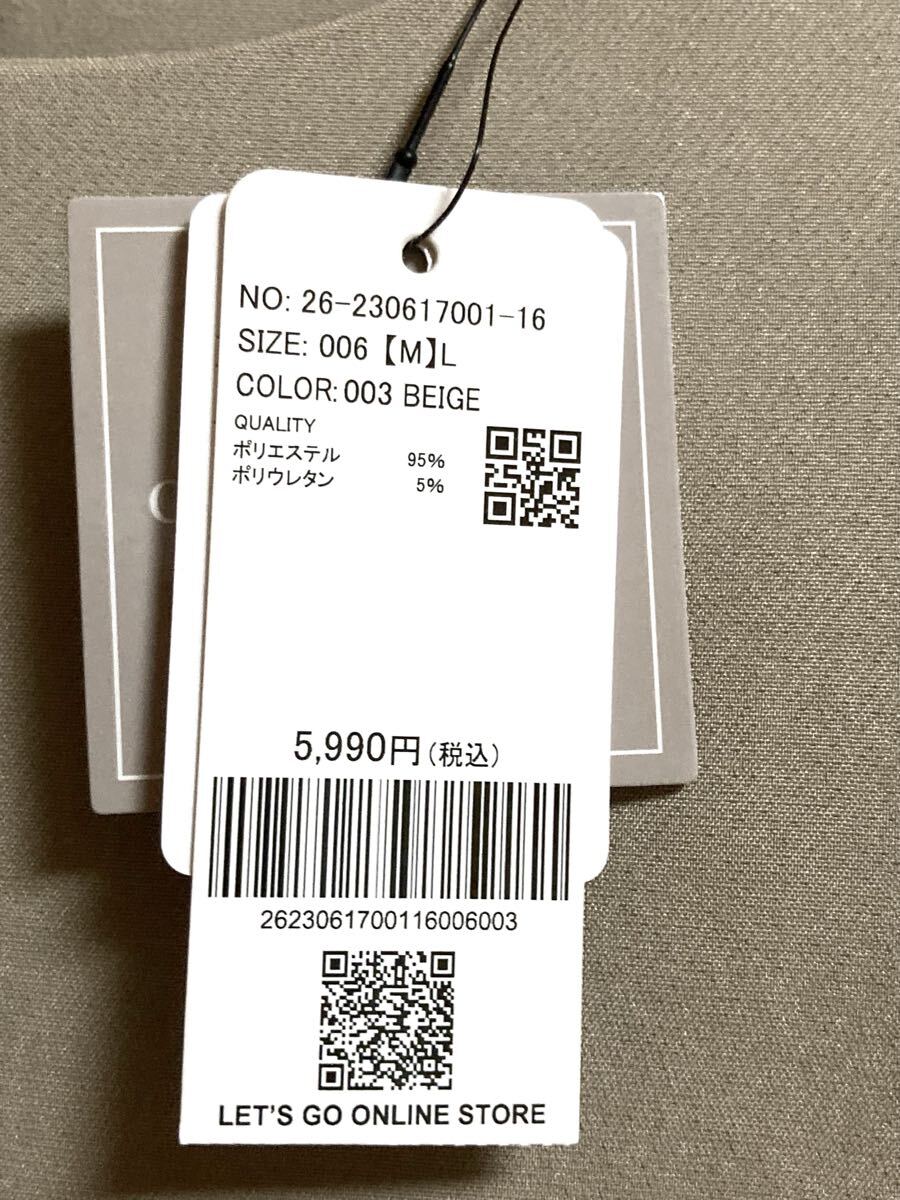 NO: 26-230617001-16
SIZE: 006【M】L
COLOR: 003 BEIGE
QUALITY
ポリエステル 95%
ポリウレタン 5%
5,990円(税込)
2623061700116006003
LET'S GO ONLINE STORE